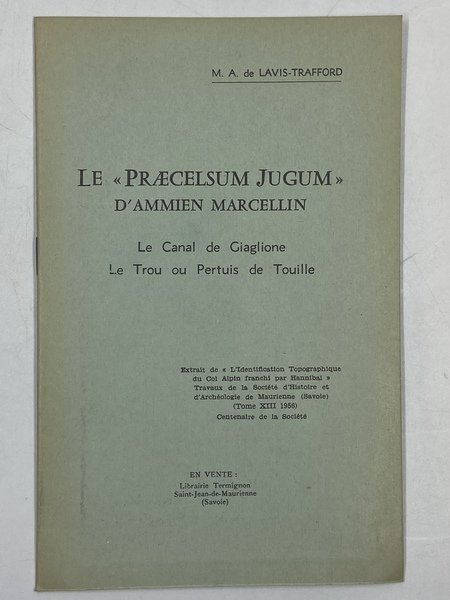 M. A. de LAVIS-TRAFFORD
LE « PRÆCELSUM JUGUM »
D'AMMIEN MARCELLIN
Le Canal de Giaglione
Le Trou ou Pertuis de Touille
Extrait de « L'Identification Topographique
du Col Alpin franchi par Hannibal »
Travaux de la Société d'Histoire et
d'Archéologie de Maurienne (Savoie)
(Tome XIII 1956)
Centenaire de la Société
EN VENTE :
Librairie Termignon
Saint-Jean-de-Maurienne
(Savoie)